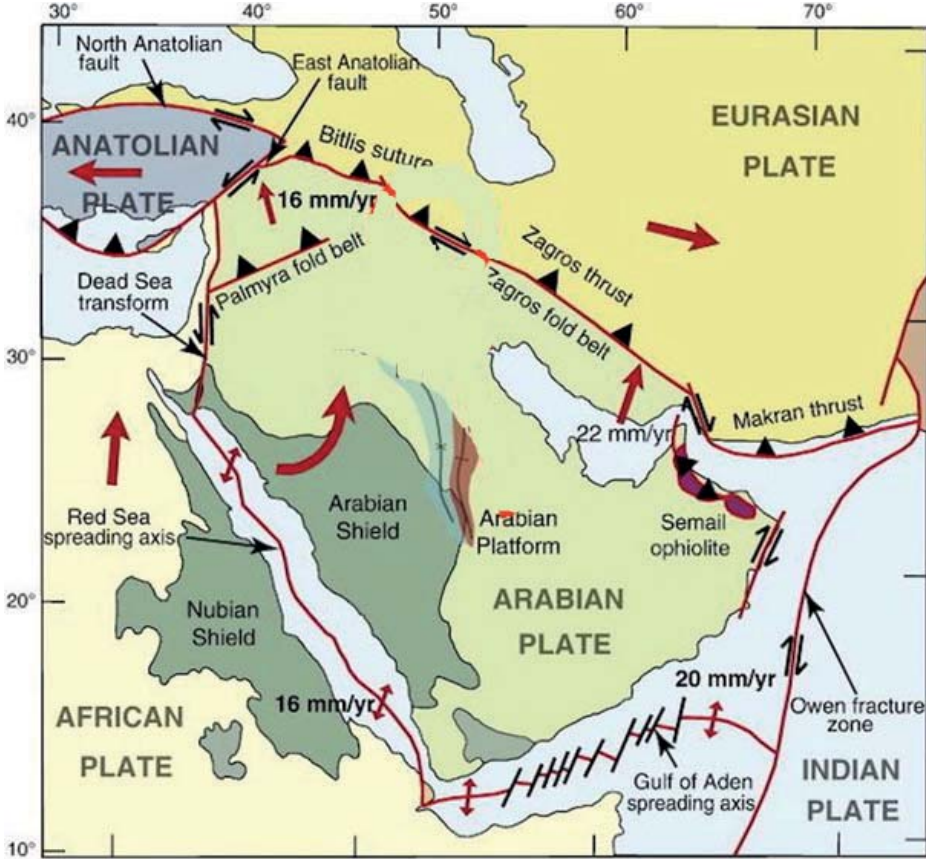 30°
40°
50°
60°
70°
North Anatolian
fault
East Anatolian
fault
40°
ANATOLIAN
PLATE
Bitlis suture
EURASIAN
PLATE
16 mm/yr
Zagros thrust
Zagros fold belt
Palmyra fold belt
Dead Sea
transform
30°
22 mm/yr
Makran thrust
Arabian
Shield
Arabian
Platform
Semail
ophiolite
Red Sea
spreading axis
20°
Nubian
Shield
ARABIAN
PLATE
16 mm/yr
20 mm/yr
Owen fracture
zone
AFRICAN
PLATE
Gulf of Aden
spreading axis
INDIAN
PLATE
10°